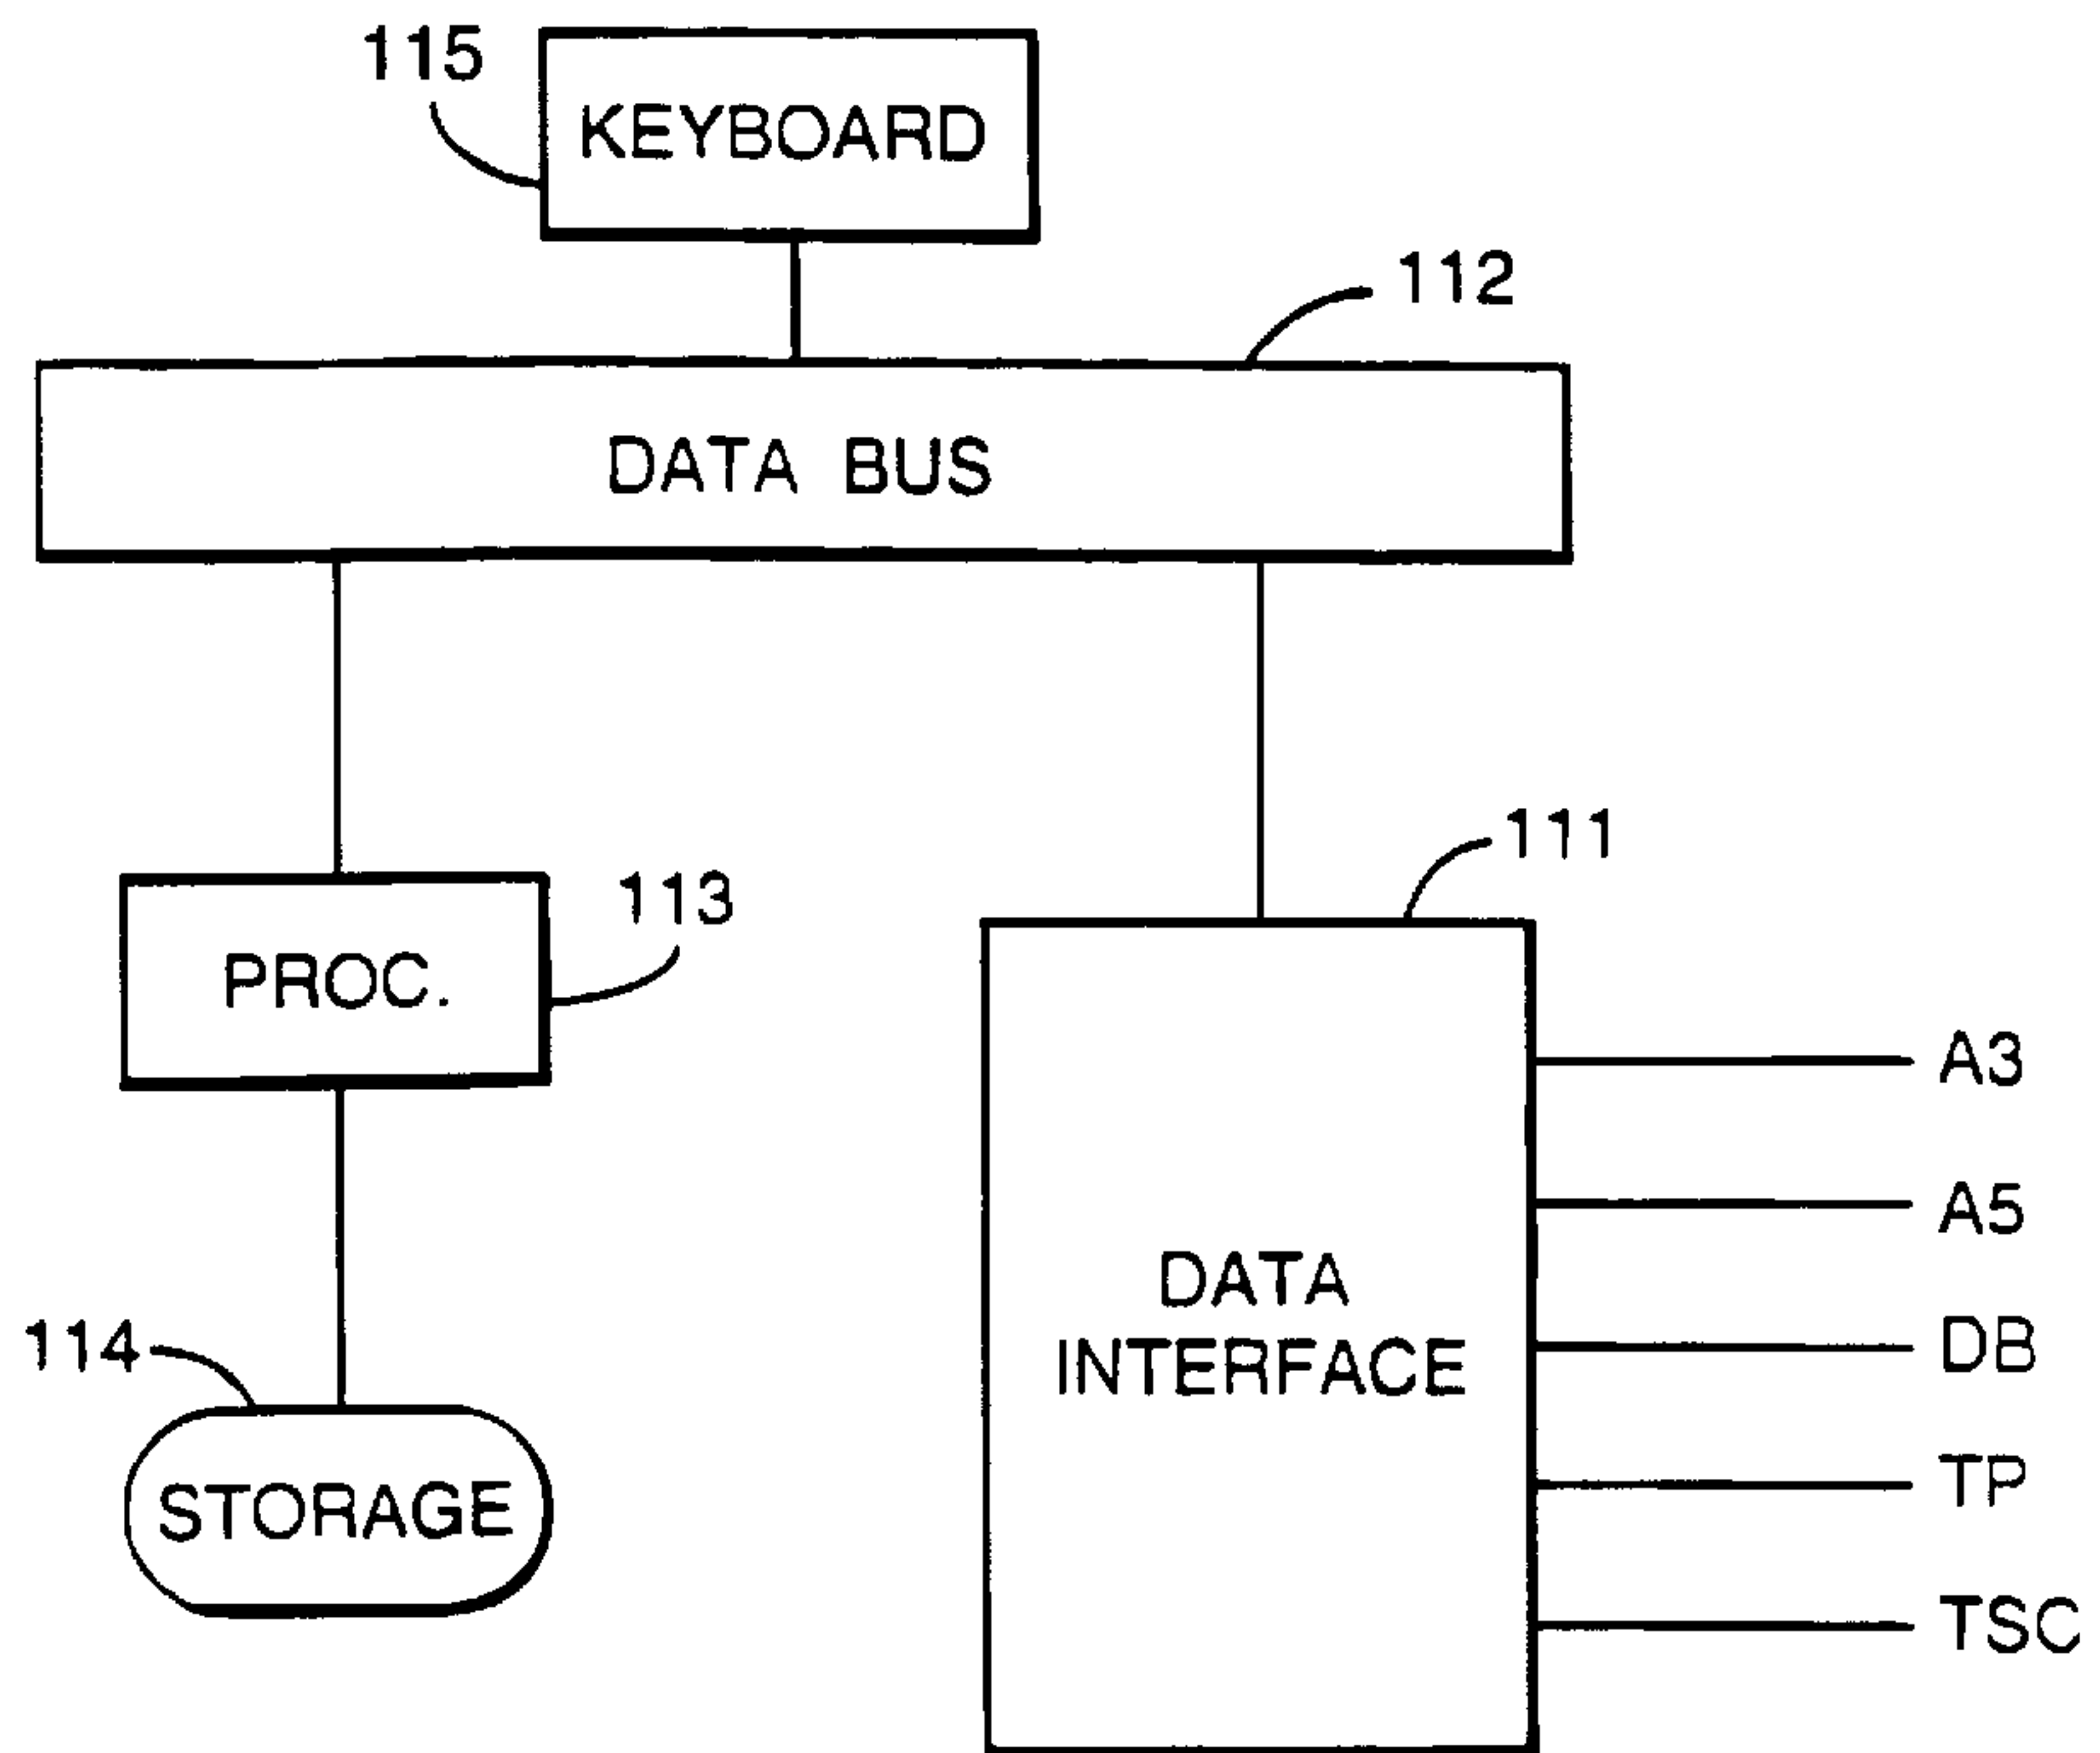 115
KEYBOARD
112
DATA BUS
111
113
PROC.
A3
A5
DATA
INTERFACE
DB
114
TP
STORAGE
TSC